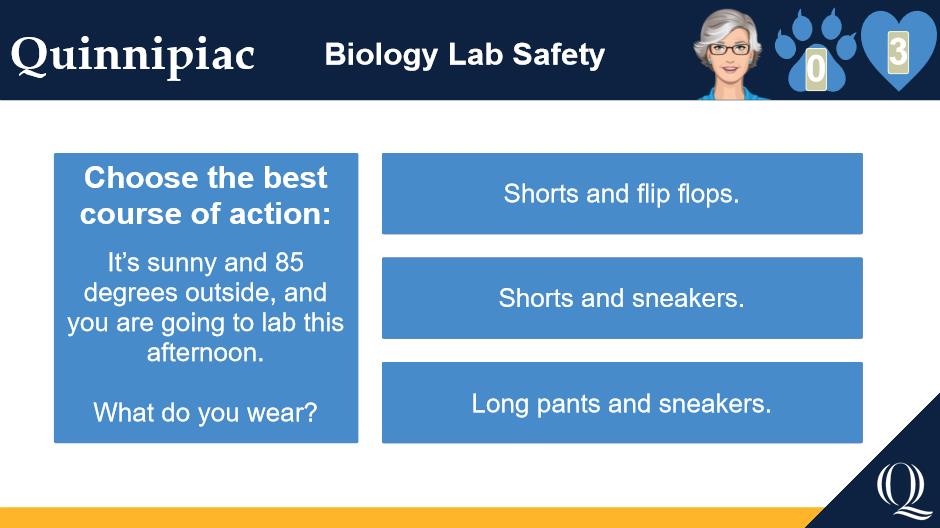 Quinnipiac
Biology Lab Safety
0
3
Choose the best
course of action:
It’s sunny and 85
degrees outside, and
you are going to lab this
afternoon.
What do you wear?
Shorts and flip flops.
Shorts and sneakers.
Long pants and sneakers.
Q